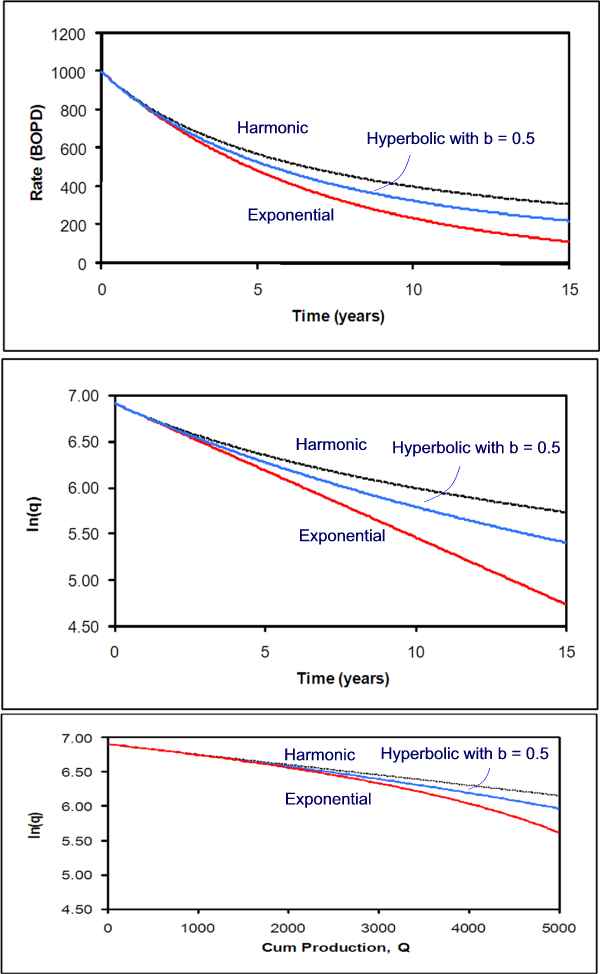 1200
1000
800
600
400
200
0
Rate (BOPD)
Harmonic
Hyperbolic with b = 0.5
Exponential
0 5 10 15
Time (years)
7.00
6.50
6.00
5.50
5.00
4.50
ln(q)
Harmonic
Hyperbolic with b = 0.5
Exponential
0 5 10 15
Time (years)
7.00
6.50
6.00
5.50
5.00
4.50
ln(q)
Harmonic
Hyperbolic with b = 0.5
Exponential
0 1000 2000 3000 4000 5000
Cum Production, Q